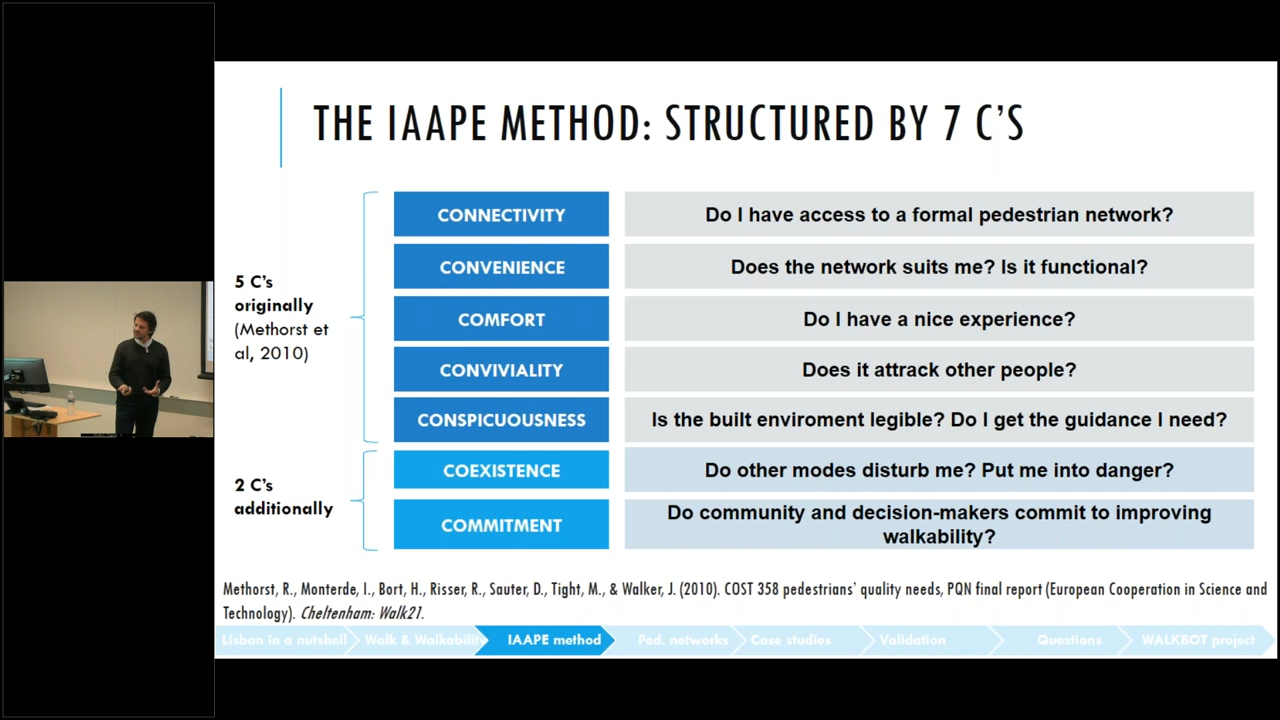 THE IAAPE METHOD: STRUCTURED BY 7 C'S
5 C's
originally
(Methorst et
al, 2010)
CONNECTIVITY
Do I have access to a formal pedestrian network?
CONVENIENCE
Does the network suits me? Is it functional?
COMFORT
Do I have a nice experience?
CONVIVIALITY
Does it attrack other people?
CONSPICUOUSNESS
Is the built enviroment legible? Do I get the guidance I need?
2 C's
additionally
COEXISTENCE
Do other modes disturb me? Put me into danger?
COMMITMENT
Do community and decision-makers commit to improving
walkability?
Methorst, R., Monterde, I., Bort, H., Risser, R., Sauter, D., Tight, M., & Walker, J. (2010). COST 358 pedestrians' quality needs, PQN final report (European Cooperation in Science and
Technology). Cheltenham: Walk21.
Lisbon in a nutshell Walk & Walkability IAAPE method Ped. networks Case studies Validation Questions WALKBOT project